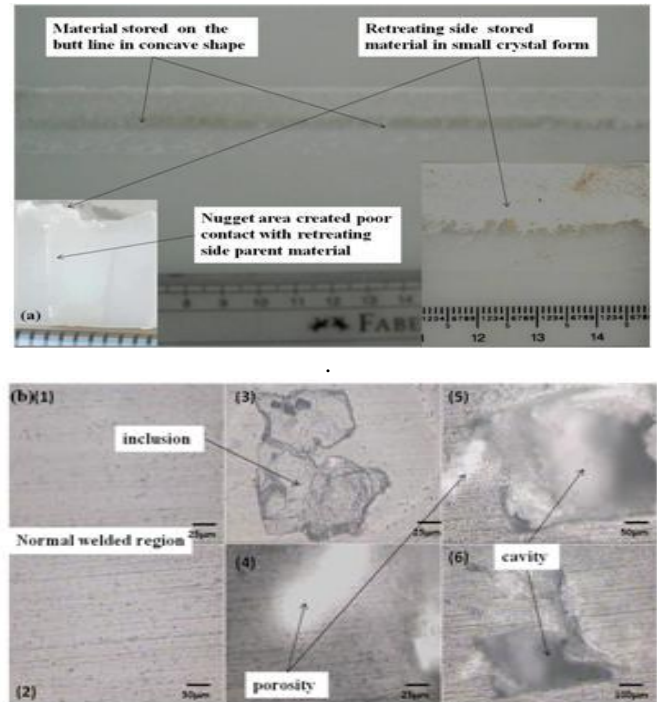 Material stored on the
butt line in concave shape
Retreating side stored
material in small crystal form
Nugget area created poor
contact with retreating
side parent material
(a)
8 9 10 11 12 13 14
FABE
12 13 14
(b)(1)
(3)
(5)
inclusion
25µm
25µm
50µm
Normal welded region
(4)
(6)
cavity
porosity
(2)
50µm
25µm
100µm